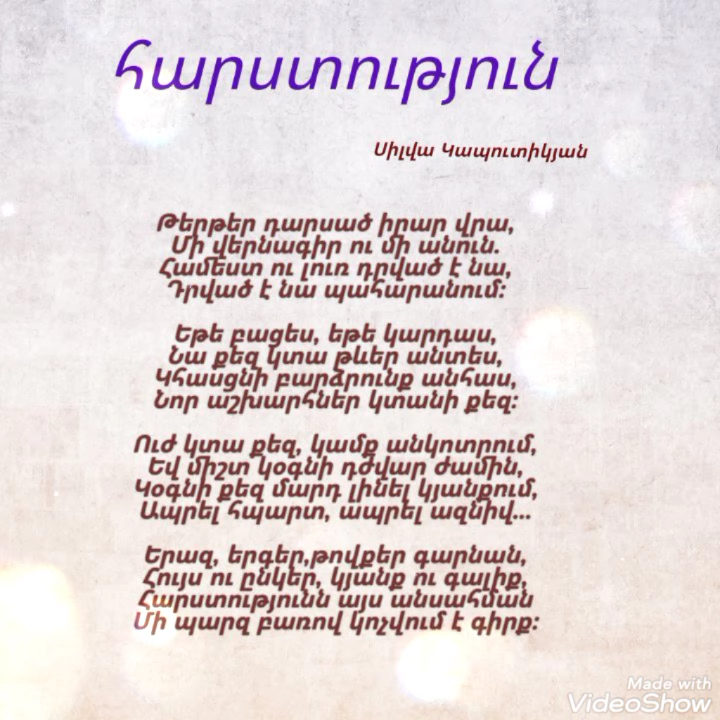 հարստություն
Սիլվա Կապուտիկյան
Թերթեր դարսած իրար վրա,
Մի վերնագիր ու մի անուն.
Համեստ ու լուռ դրված է նա,
Դրված է նա պահարանում:
Եթե բացես, եթե կարդաս,
Նա քեզ կտա թևեր անտես,
Կհասցնի բարձրունք անհաս,
Նոր աշխարհներ կտանի քեզ:
Ուժ կտա քեզ, կամք անկոտրում,
Եվ միշտ կօգնի դժվար ժամին,
Կօգնի քեզ մարդ լինել կյանքում,
Ապրել հպարտ, ապրել ազնիվ...
Երազ, երգեր,թովքեր գարնան,
Հույս ու ընկեր, կյանք ու գալիք,
Հարստությունն այս անսահման
Մի պարզ բառով կոչվում է գիրք:
Made with
VideoShow